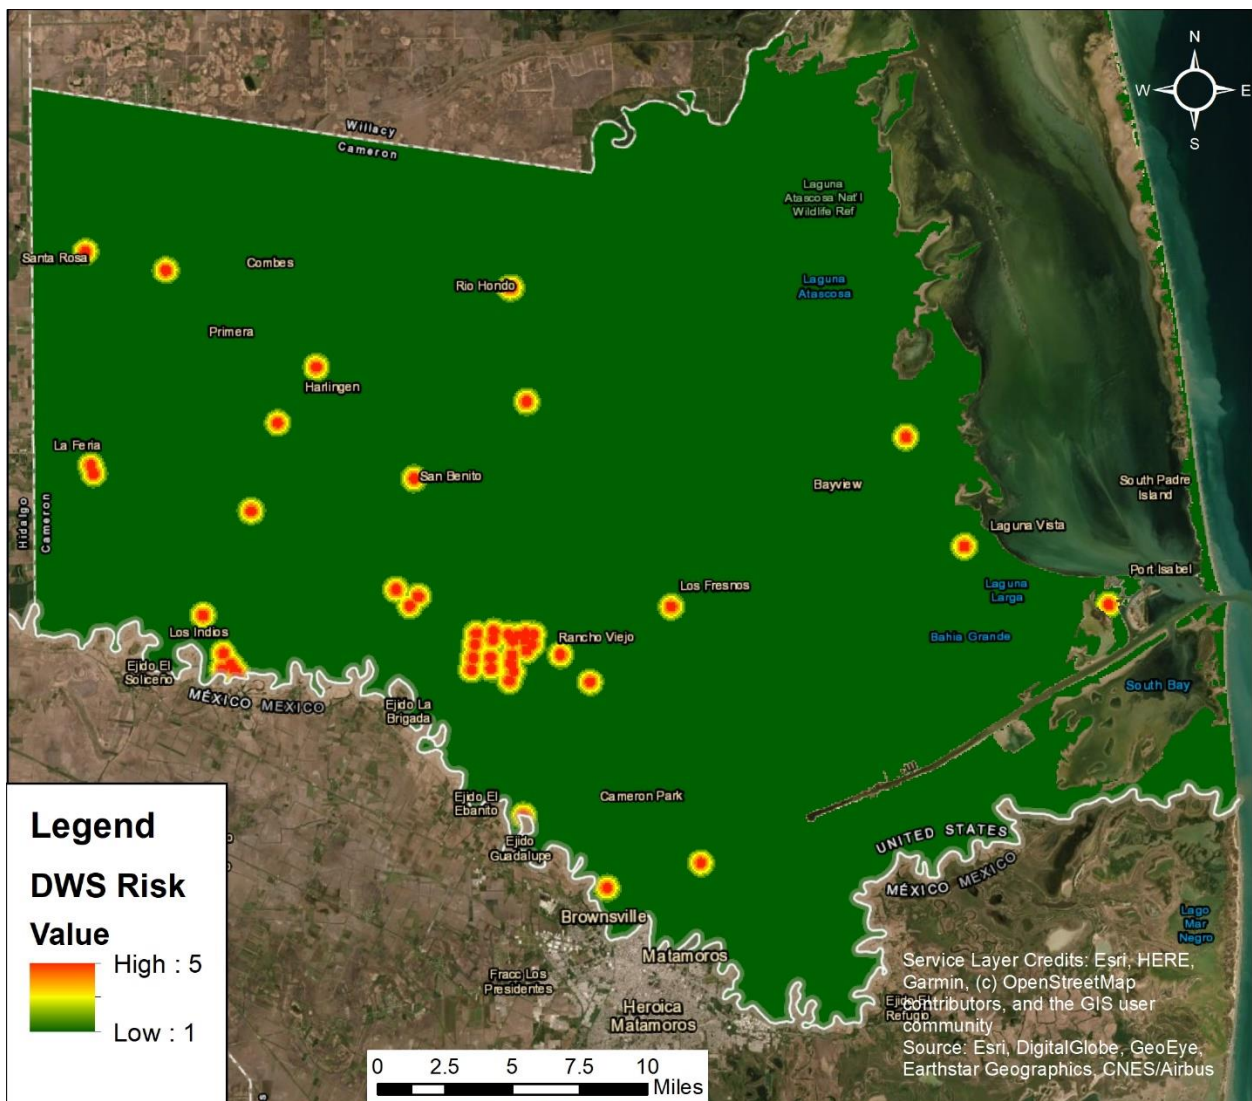 N
W E
S
Willacy
Cameron
Laguna
Atascosa Nat'l
Wildlife Ref
Santa Rosa
Combes
Rio Hondo
Laguna
Atascosa
Primera
Harlingen
La Feria
San Benito
Bayview
South Padre
Island
Hidalgo
Cameron
Laguna Vista
Port Isabel
Los Fresnos
Laguna
Larga
Los Indios
Rancho Viejo
Bahia Grande
Ejido El
Soliceño
MÉXICO MEXICO
Ejido La
Brigada
South Bay
Ejido El
Ebanito
Cameron Park
Ejido
Guadalupe
UNITED STATES
MÉXICO MEXICO
Brownsville
Lago
Mar
Negro
Matamoros
Fracc Los
Presidentes
Heroica
Matamoros
Ejido El
Refugio
Legend
DWS Risk
Value
High : 5
Low : 1
0 2.5 5 7.5 10
Miles
Service Layer Credits: Esri, HERE,
Garmin, (c) OpenStreetMap
contributors, and the GIS user
community
Source: Esri, DigitalGlobe, GeoEye,
Earthstar Geographics, CNES/Airbus